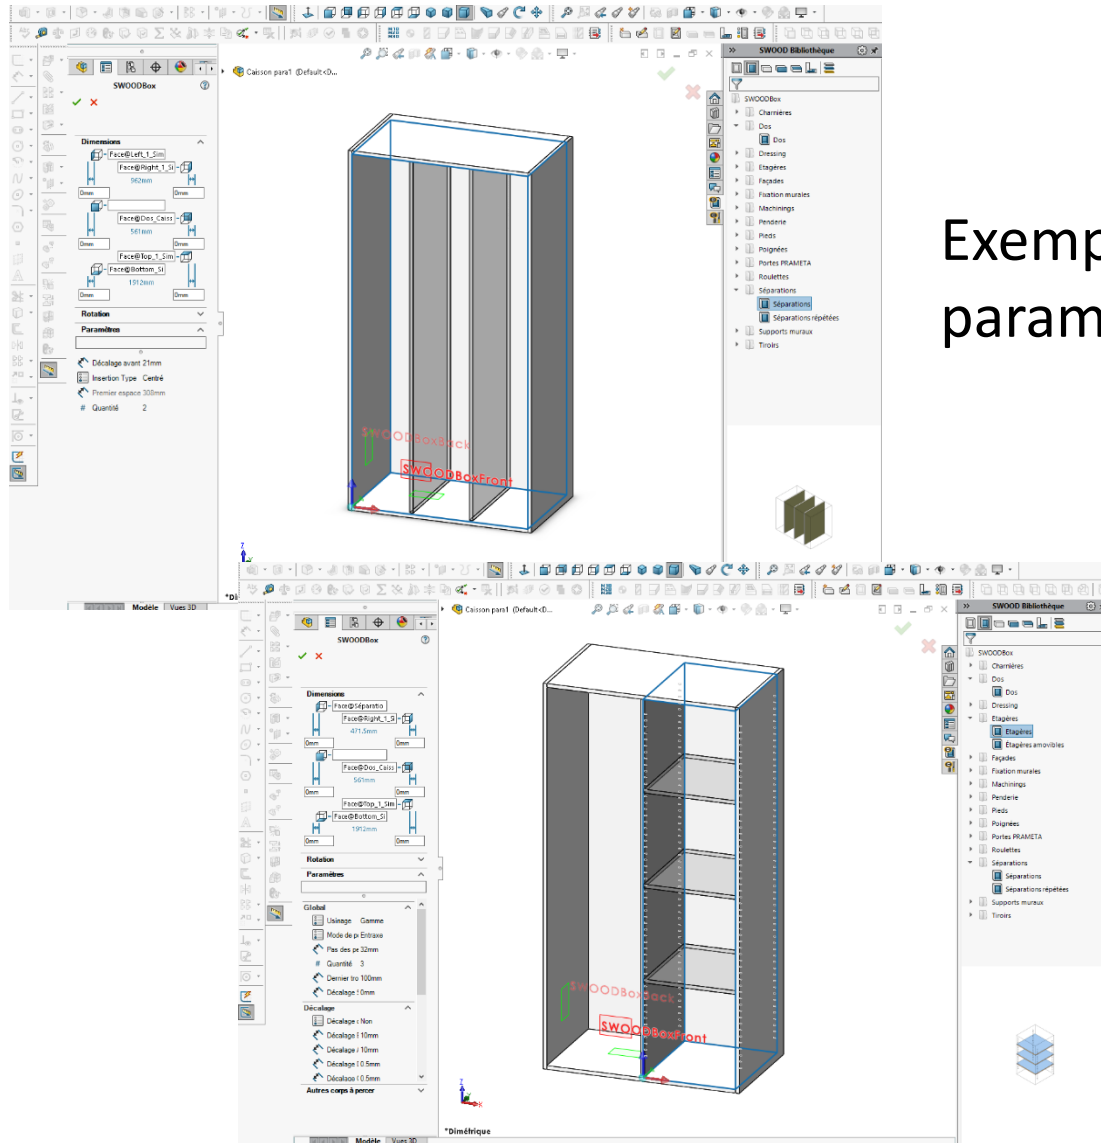 SWOOD Bibliothèque
Caisson para1 (Default<D...
SWOODBox
Dimensions
Face@Left_1_Sim
Face@Right_1_Si
962mm
0mm
0mm
Face@Dos_Caiss
561mm
0mm
0mm
Face@Top_1_Sim
Face@Bottom_Si
1912mm
0mm
0mm
Rotation
Paramètres
Décalage avant 21mm
Insertion Type Centré
Premier espace 300mm
# Quantité 2
SWOODBoxBack
SWOODBoxFront
Z
Modèle Vues 3D
SWOODBox
Charnières
Dos
Dos
Dressing
Etagères
Façades
Fixation murales
Machinings
Penderie
Pieds
Poignées
Portes PRAMETA
Roulettes
Séparations
Séparations
Séparations répétées
Supports muraux
Tiroirs
Exemp
param
SWOOD Bibliothèque
Caisson para1 (Default<D...
SWOODBox
Dimensions
Face@Séparatio
Face@Right_1_S
471.5mm
0mm
0mm
Face@Dos_Caiss
561mm
0mm
0mm
Face@Top_1_Sim
Face@Bottom_Si
1912mm
0mm
0mm
Rotation
Paramètres
Global
Usinage Gamme
Mode de pe Entraxe
Pas des pe 32mm
# Quantité 3
Dernier tro 100mm
Décalage 0mm
Décalage
Décalage Non
Décalage 10mm
Décalage 10mm
Décalage 0.5mm
Décalage 0.5mm
Autres corps à percer
SWOODBoxBack
SWOODBoxFront
Z
X
*Dimétrique
Modèle Vues 3D
SWOODBox
Charnières
Dos
Dos
Dressing
Etagères
Etagères
Étagères amovibles
Façades
Fixation murales
Machinings
Penderie
Pieds
Poignées
Portes PRAMETA
Roulettes
Séparations
Séparations
Séparations répétées
Supports muraux
Tiroirs